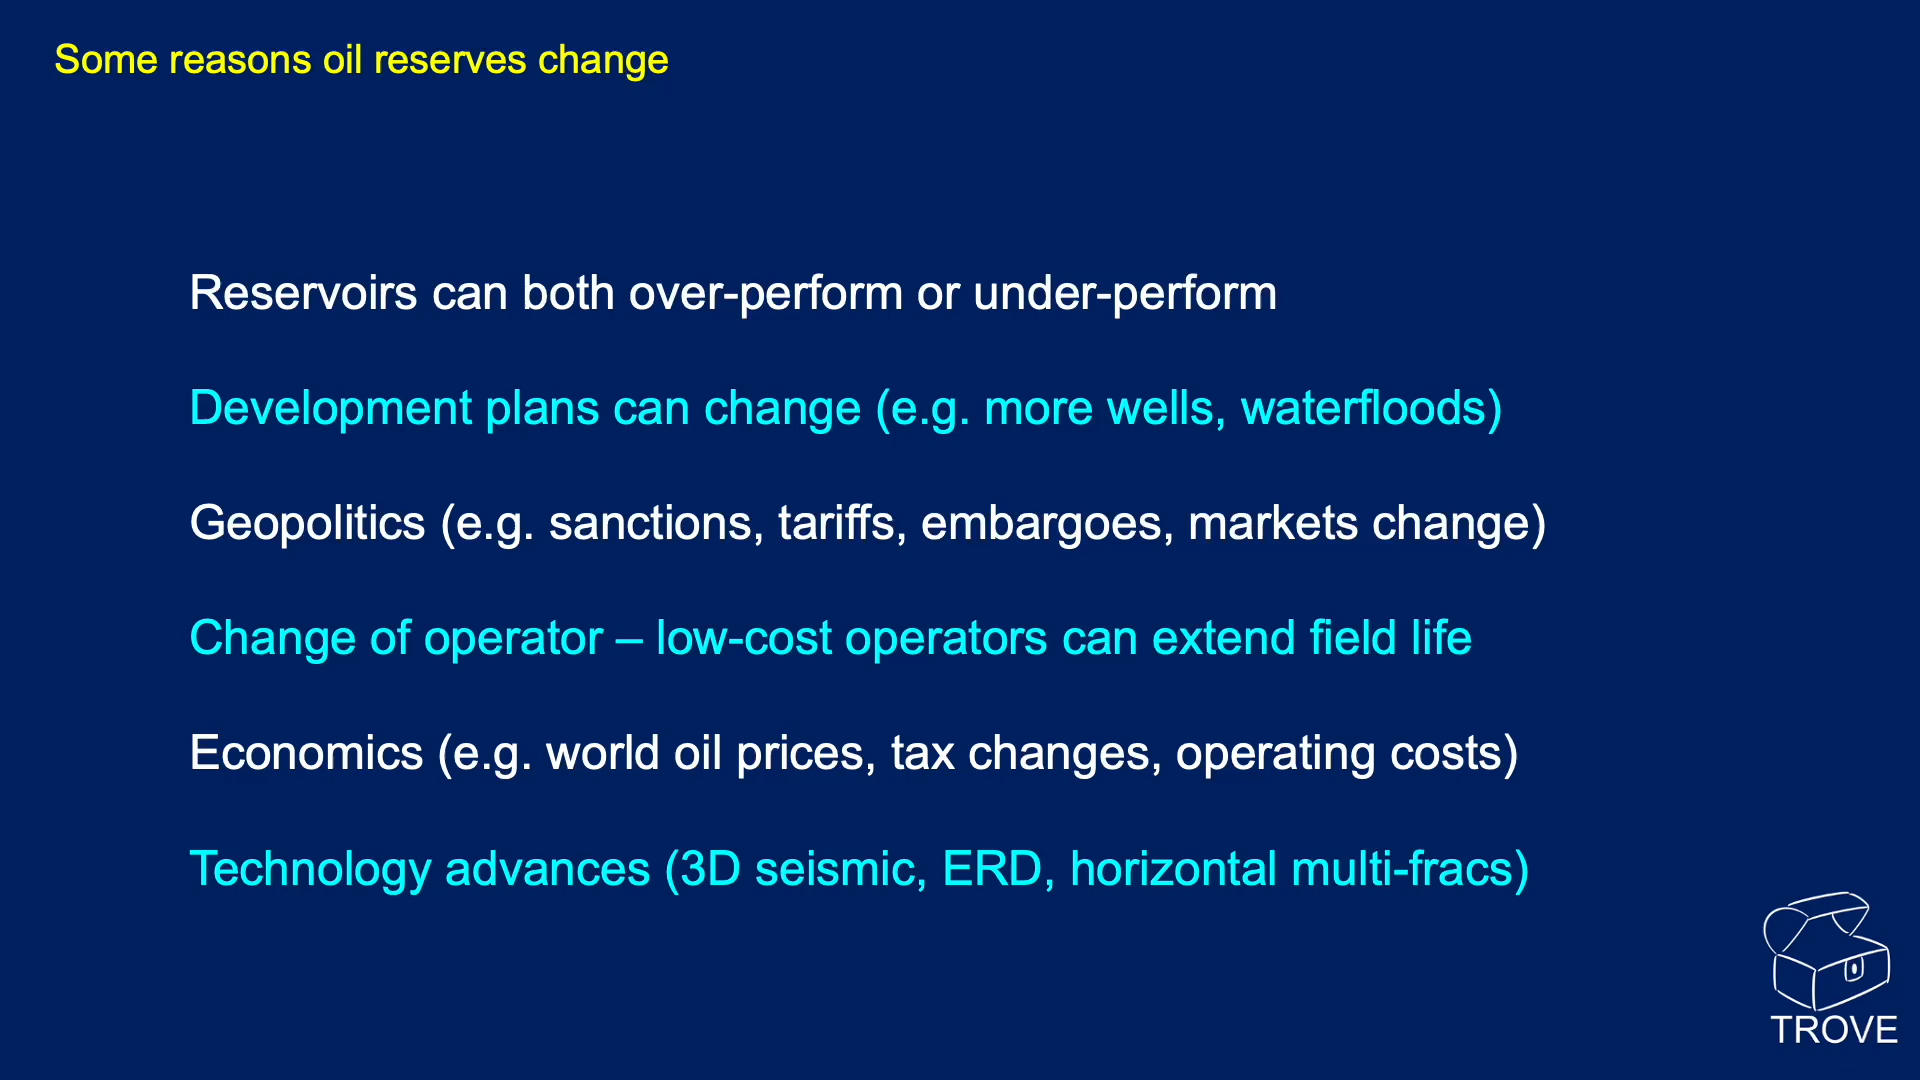 Some reasons oil reserves change
Reservoirs can both over-perform or under-perform
Development plans can change (e.g. more wells, waterfloods)
Geopolitics (e.g. sanctions, tariffs, embargoes, markets change)
Change of operator – low-cost operators can extend field life
Economics (e.g. world oil prices, tax changes, operating costs)
Technology advances (3D seismic, ERD, horizontal multi-fracs)
TROVE